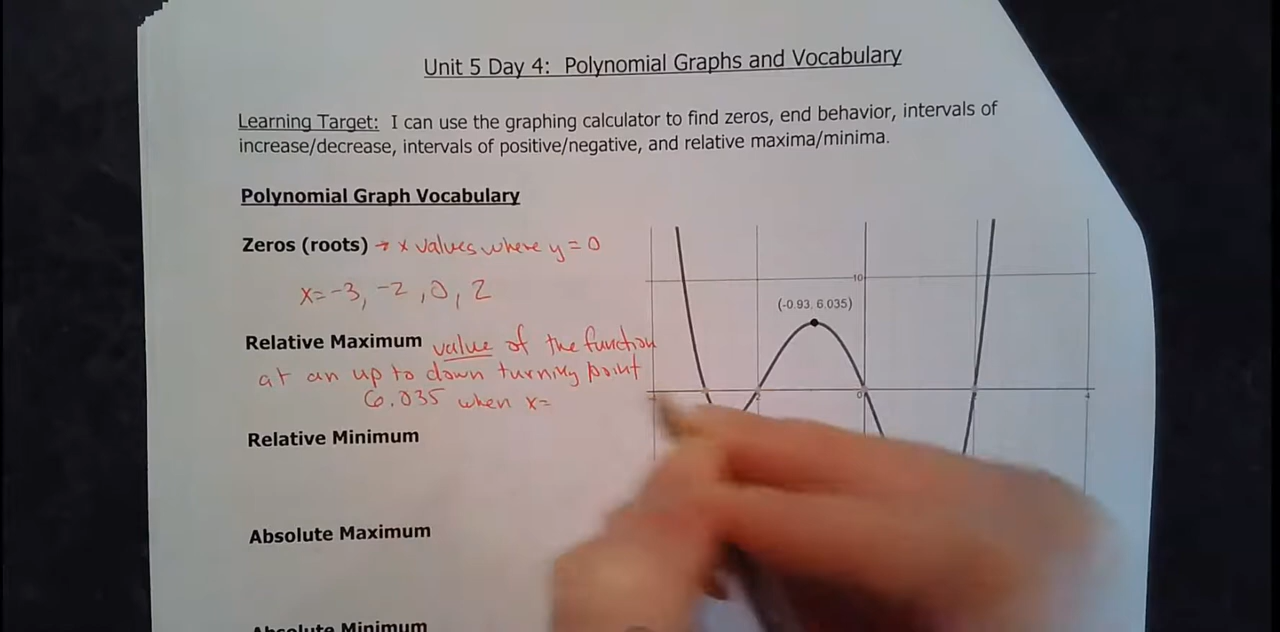 Unit 5 Day 4: Polynomial Graphs and Vocabulary
Learning Target: I can use the graphing calculator to find zeros, end behavior, intervals of
increase/decrease, intervals of positive/negative, and relative maxima/minima.
Polynomial Graph Vocabulary
Zeros (roots) → x values where y = 0
x = -3, -2, 0, 2
10
(-0.93, 6.035)
Relative Maximum value of the function
at an up to down turning point
6.035 when x=
2
0
4
Relative Minimum
Absolute Maximum
Absolute Minimum